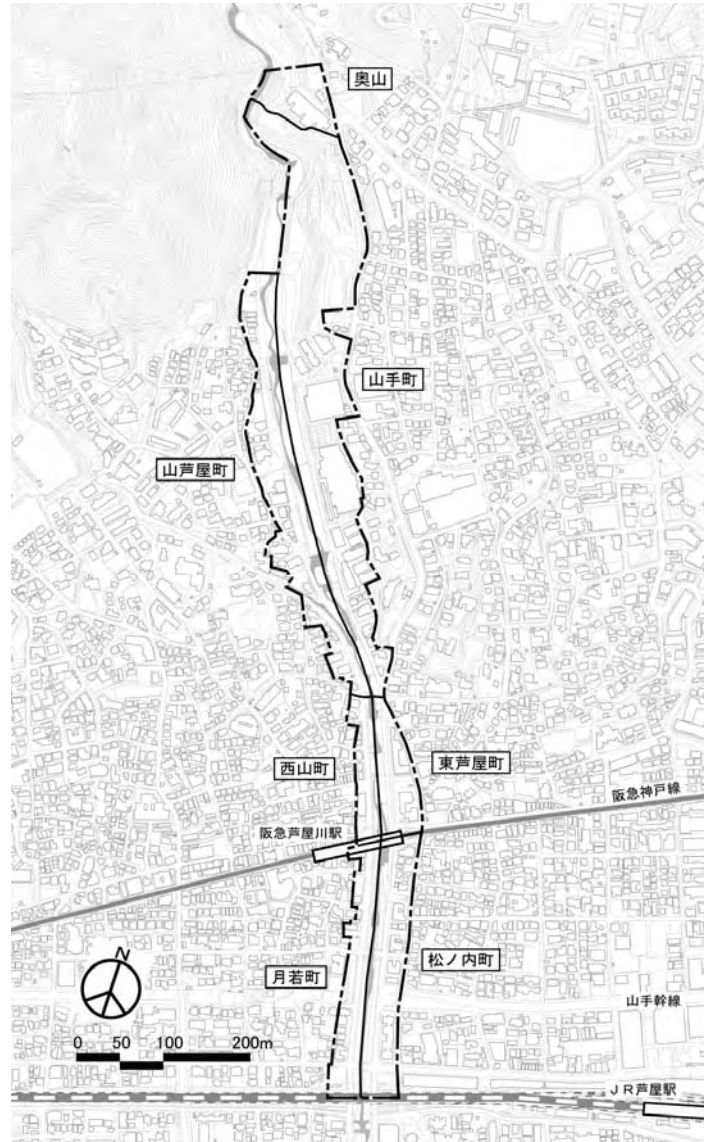 奥山
山手町
山芦屋町
西山町
東芦屋町
阪急神戸線
阪急芦屋川駅
月若町
松ノ内町
山手幹線
N
0 50 100 200m
JR芦屋駅